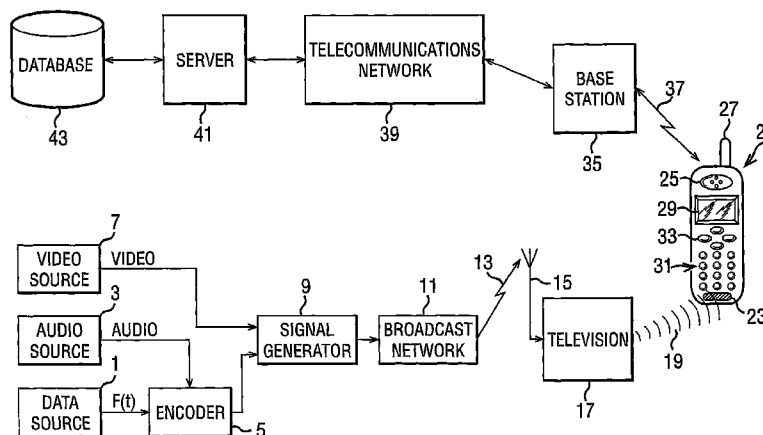 DATABASE
43
SERVER
41
TELECOMMUNICATIONS
NETWORK
39
BASE
STATION
35
37
27
2
25
29
33
31
23
7
VIDEO
SOURCE
VIDEO
3
AUDIO
SOURCE
AUDIO
1
DATA
SOURCE
F(t)
ENCODER
5
9
SIGNAL
GENERATOR
11
BROADCAST
NETWORK
13
15
TELEVISION
17
19